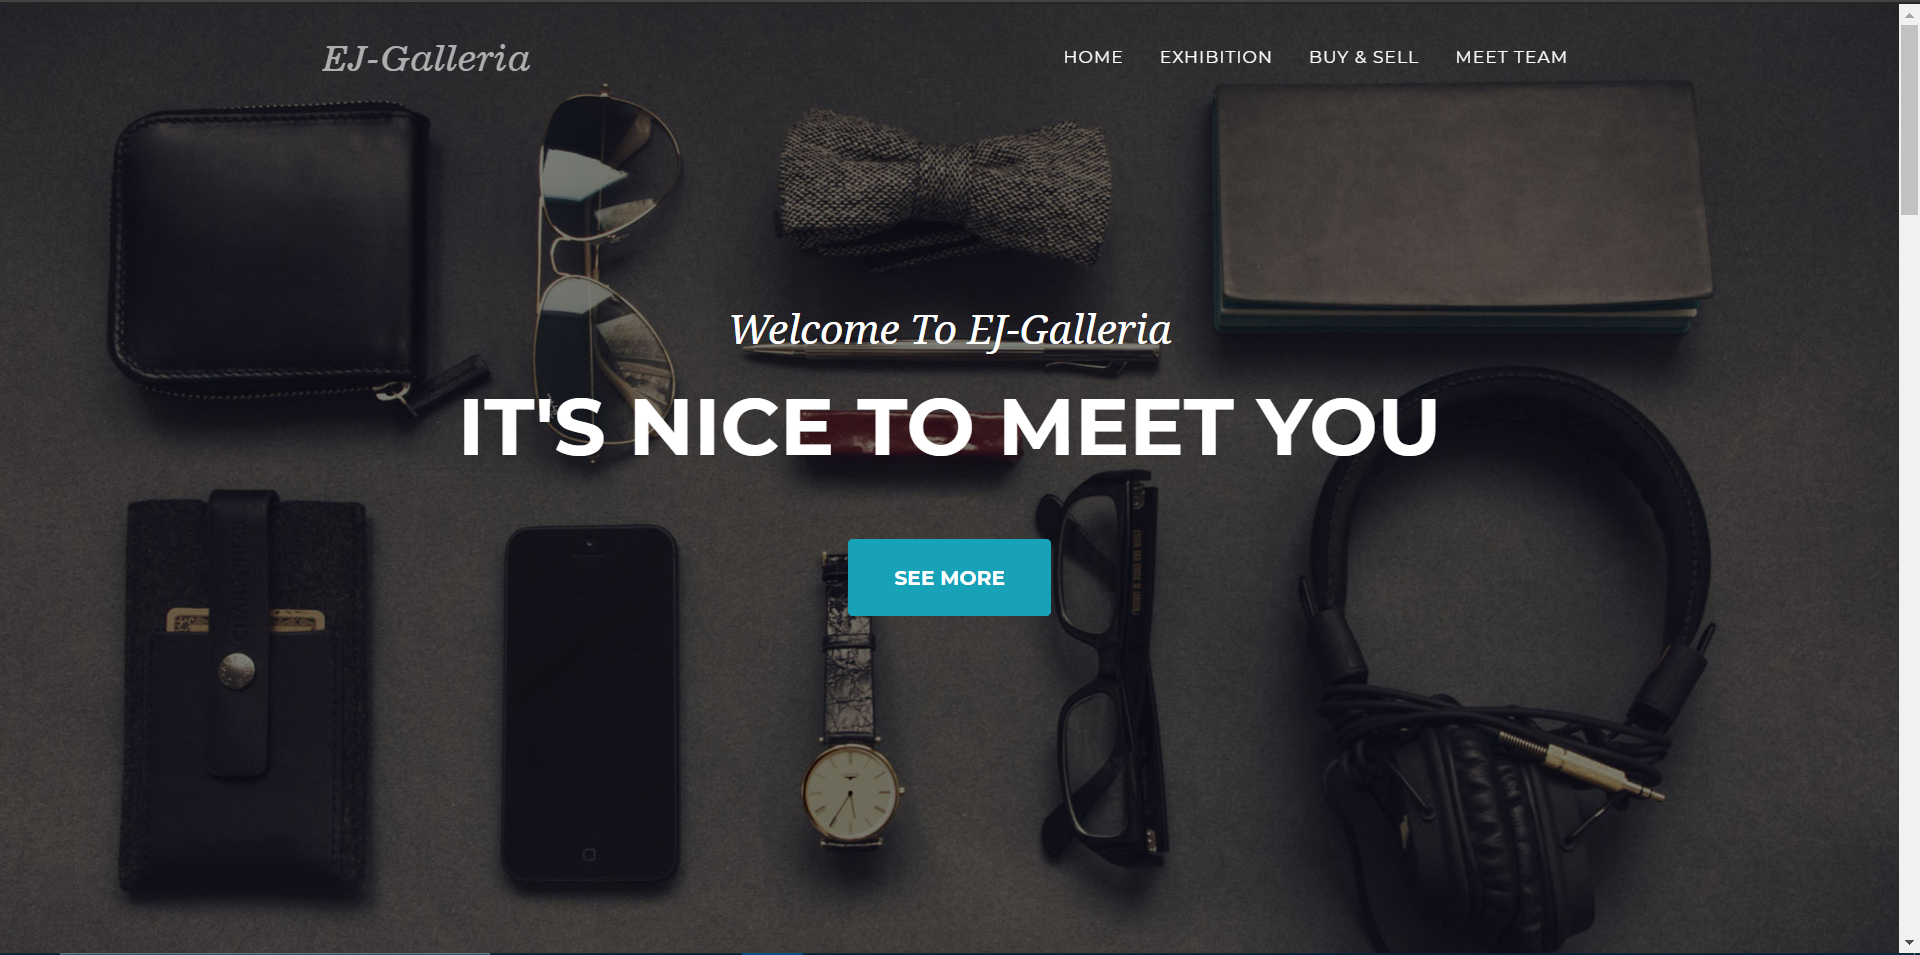 EJ-Galleria
HOME EXHIBITION BUY & SELL MEET TEAM
Welcome To EJ-Galleria
IT'S NICE TO MEET YOU
SEE MORE